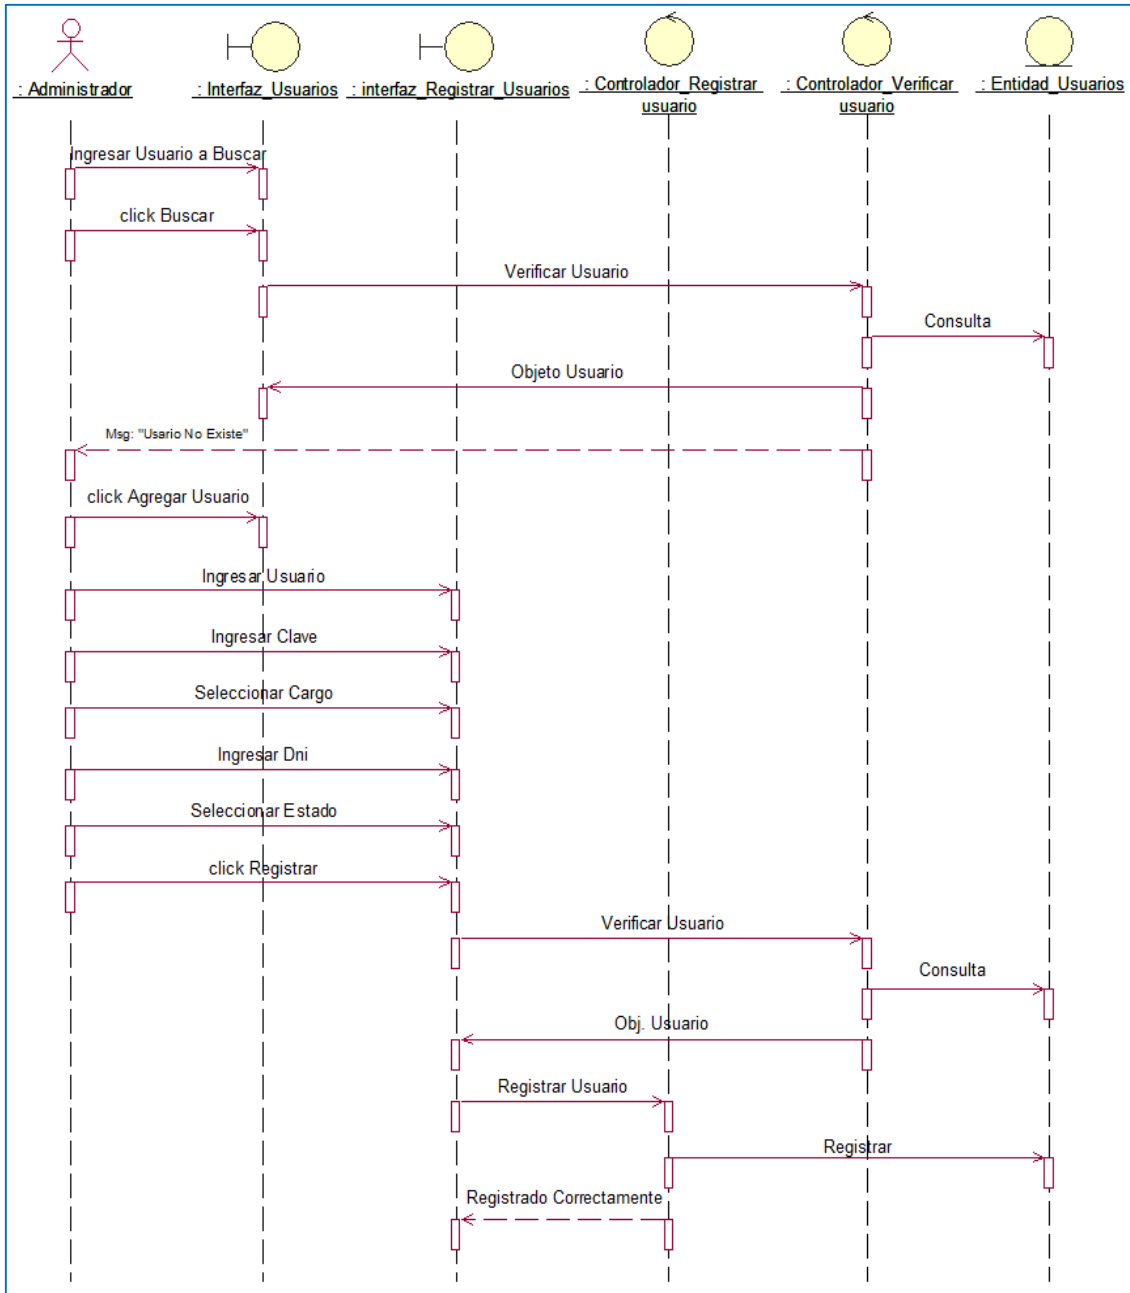 : Administrador
: Interfaz_Usuarios
: interfaz_Registrar_Usuarios
: Controlador_Registrar
usuario
: Controlador_Verificar
usuario
: Entidad_Usuarios
Ingresar Usuario a Buscar
click Buscar
Verificar Usuario
Consulta
Objeto Usuario
Msg: "Usario No Existe"
click Agregar Usuario
Ingresar Usuario
Ingresar Clave
Seleccionar Cargo
Ingresar Dni
Seleccionar Estado
click Registrar
Verificar Usuario
Consulta
Obj. Usuario
Registrar Usuario
Registrar
Registrado Correctamente